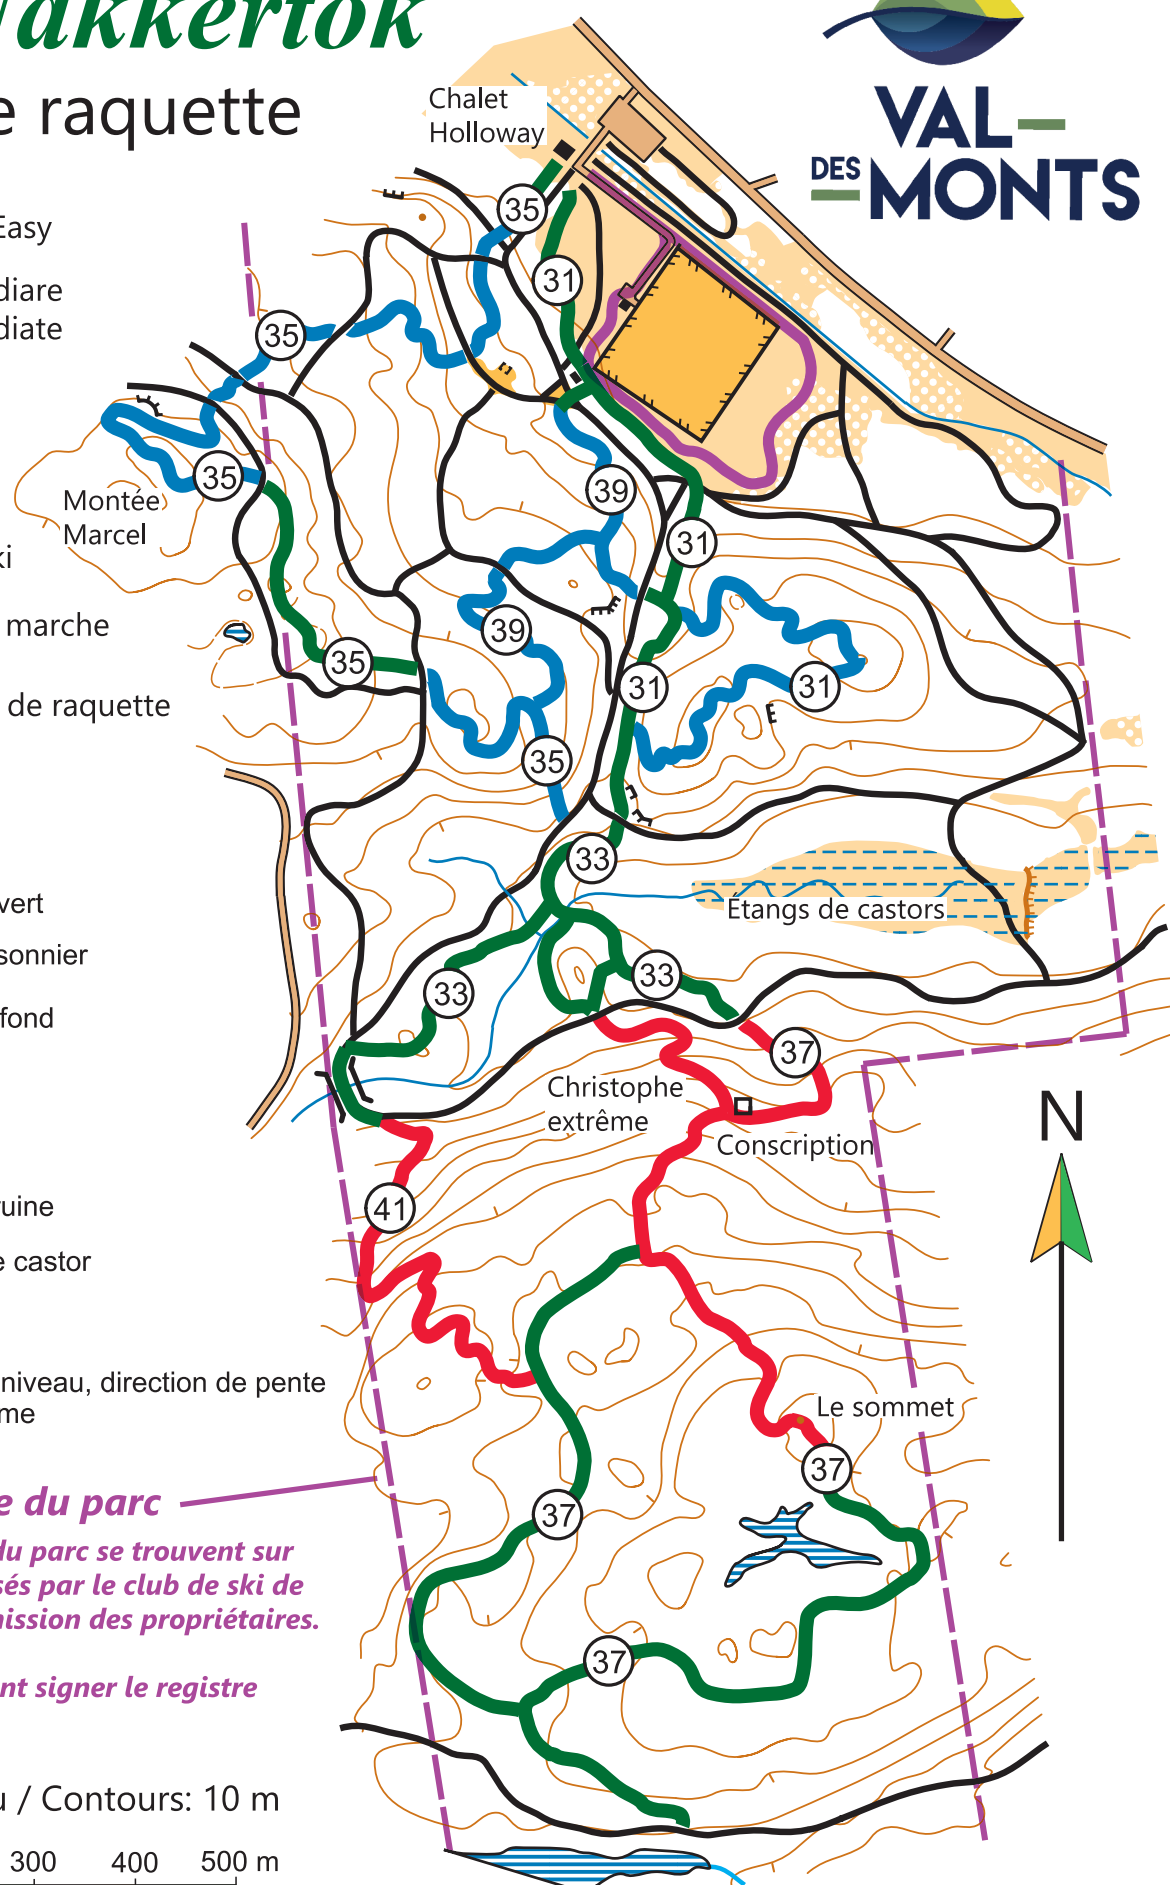 akkertok
e raquette
Chalet
Holloway
VAL
DES MONTS
Easy
diare
diate
35
31
35
35
39
31
Montée
Marcel
ki
marche
39
35
31
31
de raquette
35
33
vert
Étangs de castors
sonnier
33
33
fond
37
Christophe
extrême
N
Conscription
41
ruine
e castor
niveau, direction de pente
me
Le sommet
37
e du parc
37
du parc se trouvent sur
sés par le club de ski de
mission des propriétaires.
37
nt signer le registre
u / Contours: 10 m
300 400 500 m